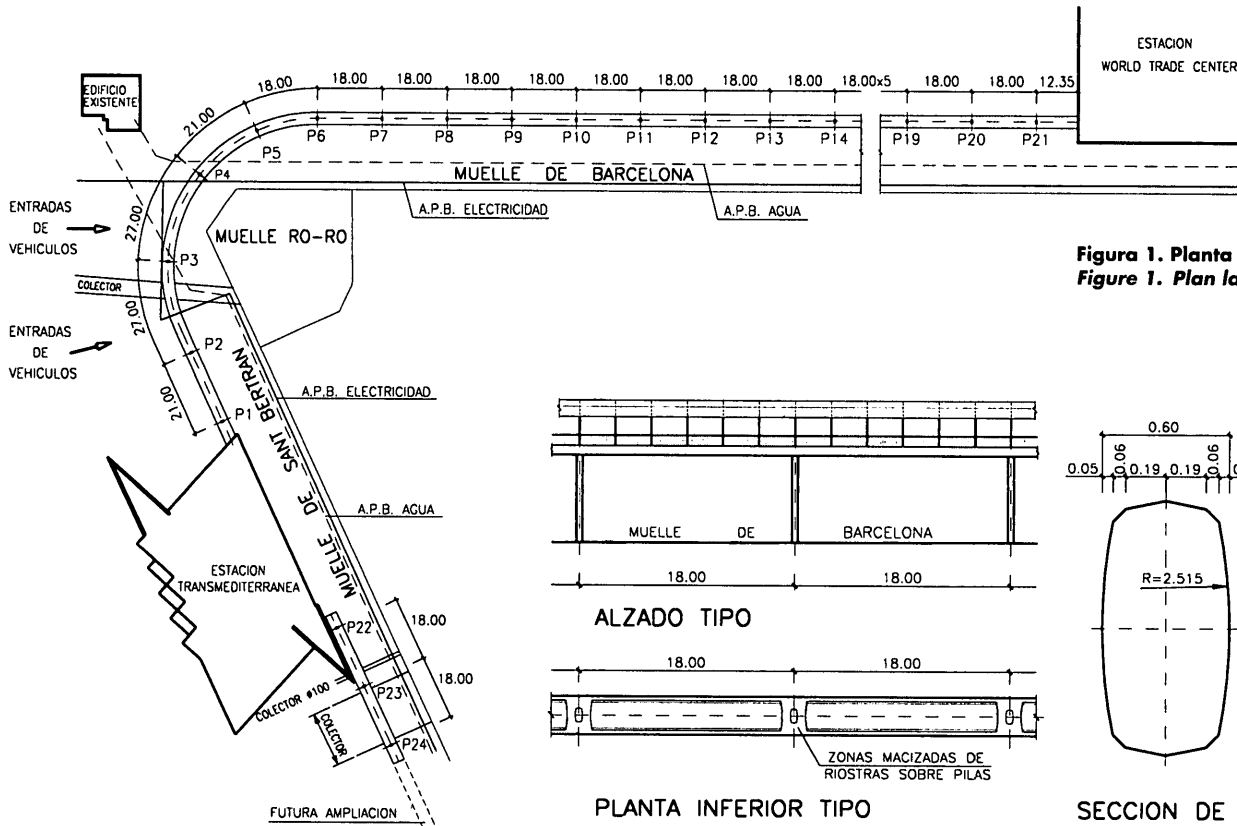 ESTACION
WORLD TRADE CENTER
EDIFICIO
EXISTENTE
18.00 18.00 18.00 18.00 18.00 18.00 18.00 18.00 18.00 18.00x5 18.00 18.00 12.35
21.00
P6 P7 P8 P9 P10 P11 P12 P13 P14 P19 P20 P21
P5
P4
MUELLE DE BARCELONA
A.P.B. ELECTRICIDAD
A.P.B. AGUA
ENTRADAS
DE
VEHICULOS
27.00
MUELLE RO-RO
P3
COLECTOR
27.00
Figura 1. Planta
Figure 1. Plan la
ENTRADAS
DE
VEHICULOS
P2
21.00
P1
MUELLE DE SANT BERTRAN
A.P.B. ELECTRICIDAD
A.P.B. AGUA
ESTACION
TRANSMEDITERRANEA
P22
18.00
P23
18.00
COLECTOR ø100
COLECTOR
P24
FUTURA AMPLIACION
MUELLE DE BARCELONA
18.00 18.00
ALZADO TIPO
18.00 18.00
ZONAS MACIZADAS DE
RIOSTRAS SOBRE PILAS
PLANTA INFERIOR TIPO
0.60
0.05 0.06 0.19 0.19 0.06
R=2.515
SECCION DE